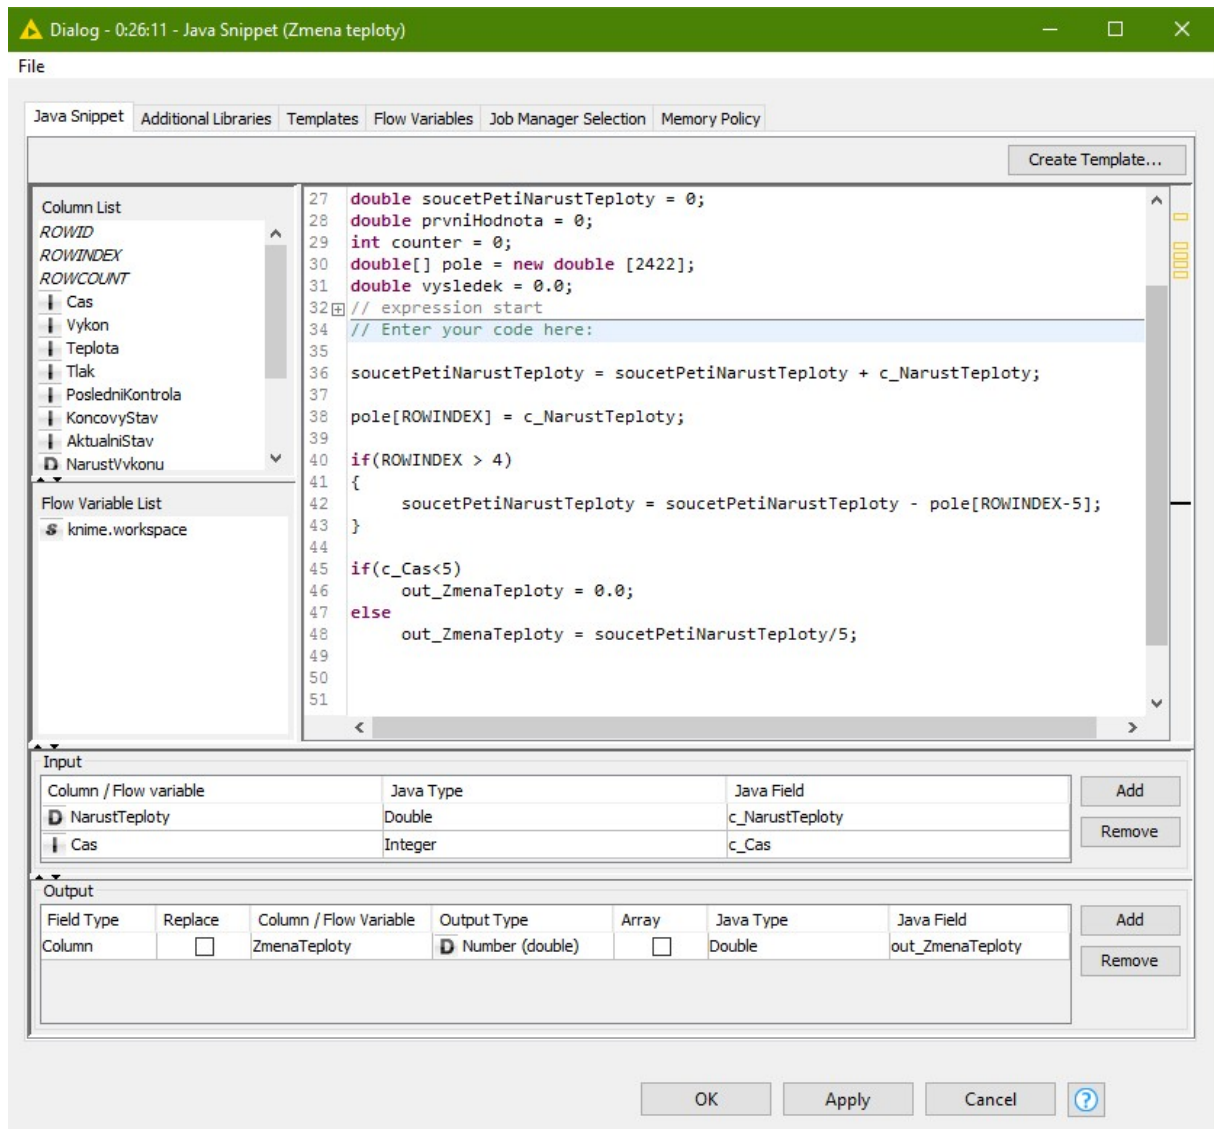 Dialog - 0:26:11 - Java Snippet (Zmena teploty)
File
Java Snippet Additional Libraries Templates Flow Variables Job Manager Selection Memory Policy
Create Template...
Column List
ROWID
ROWINDEX
ROWCOUNT
Cas
Vykon
Teplota
Tlak
PosledniKontrola
KoncovyStav
AktualniStav
D NarustVykonu
Flow Variable List
s knime.workspace
27 double soucetPetiNarustTeploty = 0;
28 double prvniHodnota = 0;
29 int counter = 0;
30 double[] pole = new double [2422];
31 double vysledek = 0.0;
32 // expression start
34 // Enter your code here:
35
36 soucetPetiNarustTeploty = soucetPetiNarustTeploty + c_NarustTeploty;
37
38 pole[ROWINDEX] = c_NarustTeploty;
39
40 if(ROWINDEX > 4)
41 {
42 soucetPetiNarustTeploty = soucetPetiNarustTeploty - pole[ROWINDEX-5];
43 }
44
45 if(c_Cas<5)
46 out_ZmenaTeploty = 0.0;
47 else
48 out_ZmenaTeploty = soucetPetiNarustTeploty/5;
49
50
51
Input
Column / Flow variable Java Type Java Field
D NarustTeploty Double c_NarustTeploty
I Cas Integer c_Cas
Add
Remove
Output
Field Type Replace Column / Flow Variable Output Type Array Java Type Java Field
Column ZmenaTeploty D Number (double) Double out_ZmenaTeploty
Add
Remove
OK Apply Cancel ?